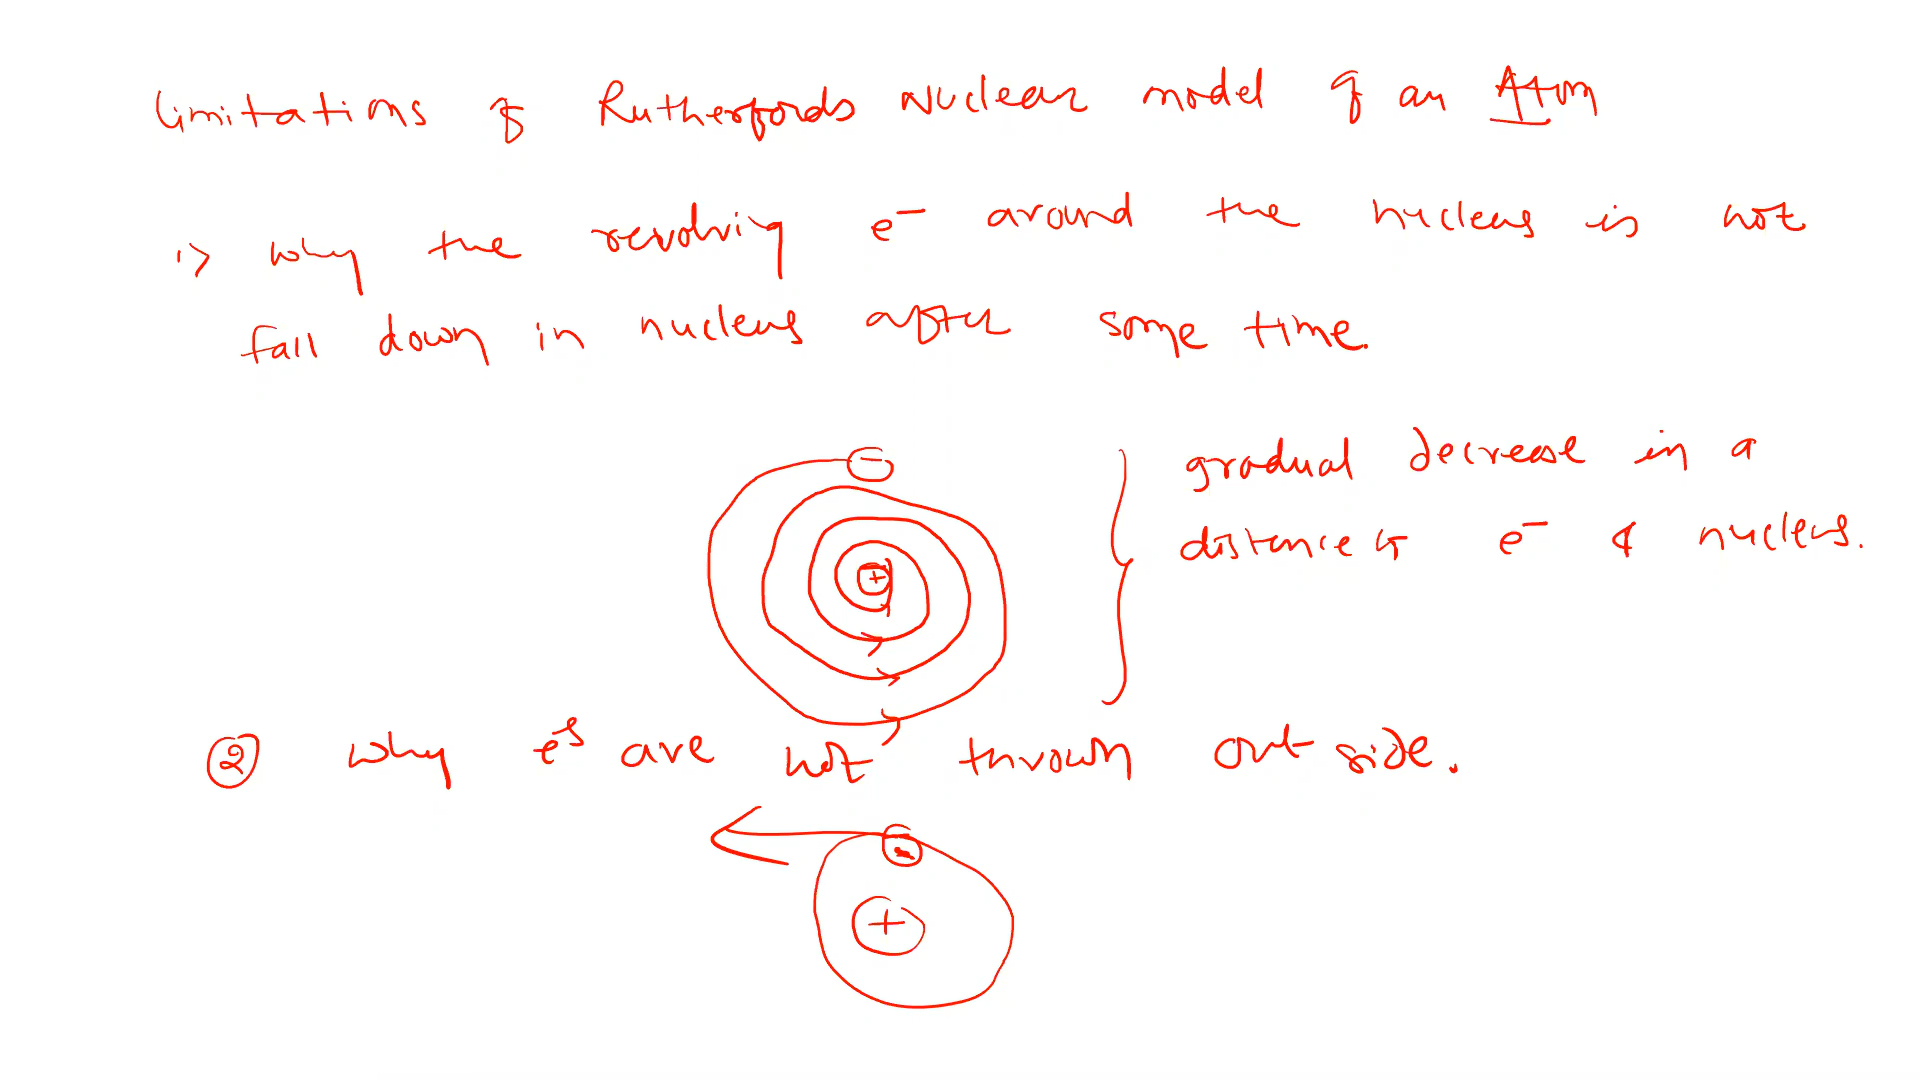 Limitations of Rutherfords Nuclear model of an Atom
1> why the revolving e⁻ around the nucleus is not
fall down in nucleus after some time.
gradual decrease in a
distance e⁻ & nucleus.
② why e⁻s are not thrown out side.